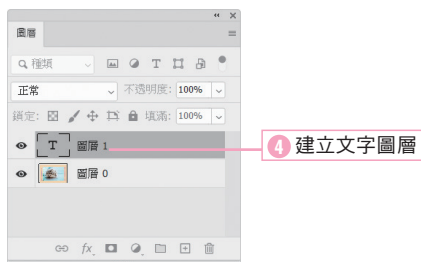 圖層
種類
正常
不透明度: 100%
鎖定:
填滿: 100%
T 圖層 1
4 建立文字圖層
圖層 0
fx